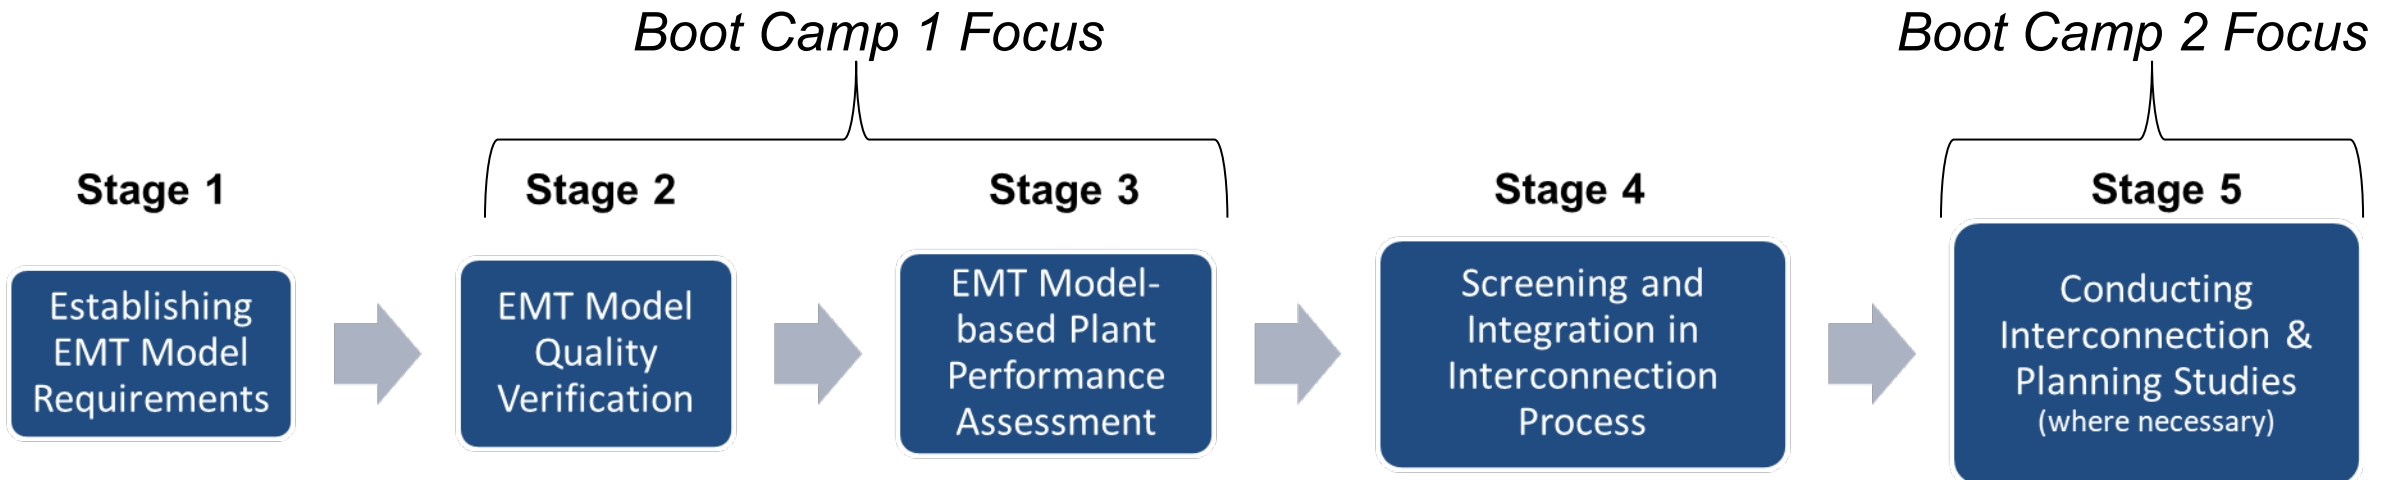 Boot Camp 1 Focus
Boot Camp 2 Focus
Stage 1
Establishing
EMT Model
Requirements
Stage 2
EMT Model
Quality
Verification
Stage 3
EMT Model-
based Plant
Performance
Assessment
Stage 4
Screening and
Integration in
Interconnection
Process
Stage 5
Conducting
Interconnection &
Planning Studies
(where necessary)